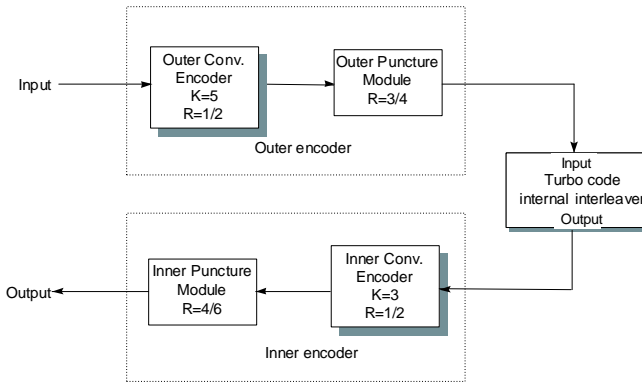 Input
Outer Conv.
Encoder
K=5
R=1/2
Outer Puncture
Module
R=3/4
Outer encoder
Input
Turbo code
internal interleaver
Output
Inner Conv.
Encoder
K=3
R=1/2
Inner Puncture
Module
R=4/6
Output
Inner encoder